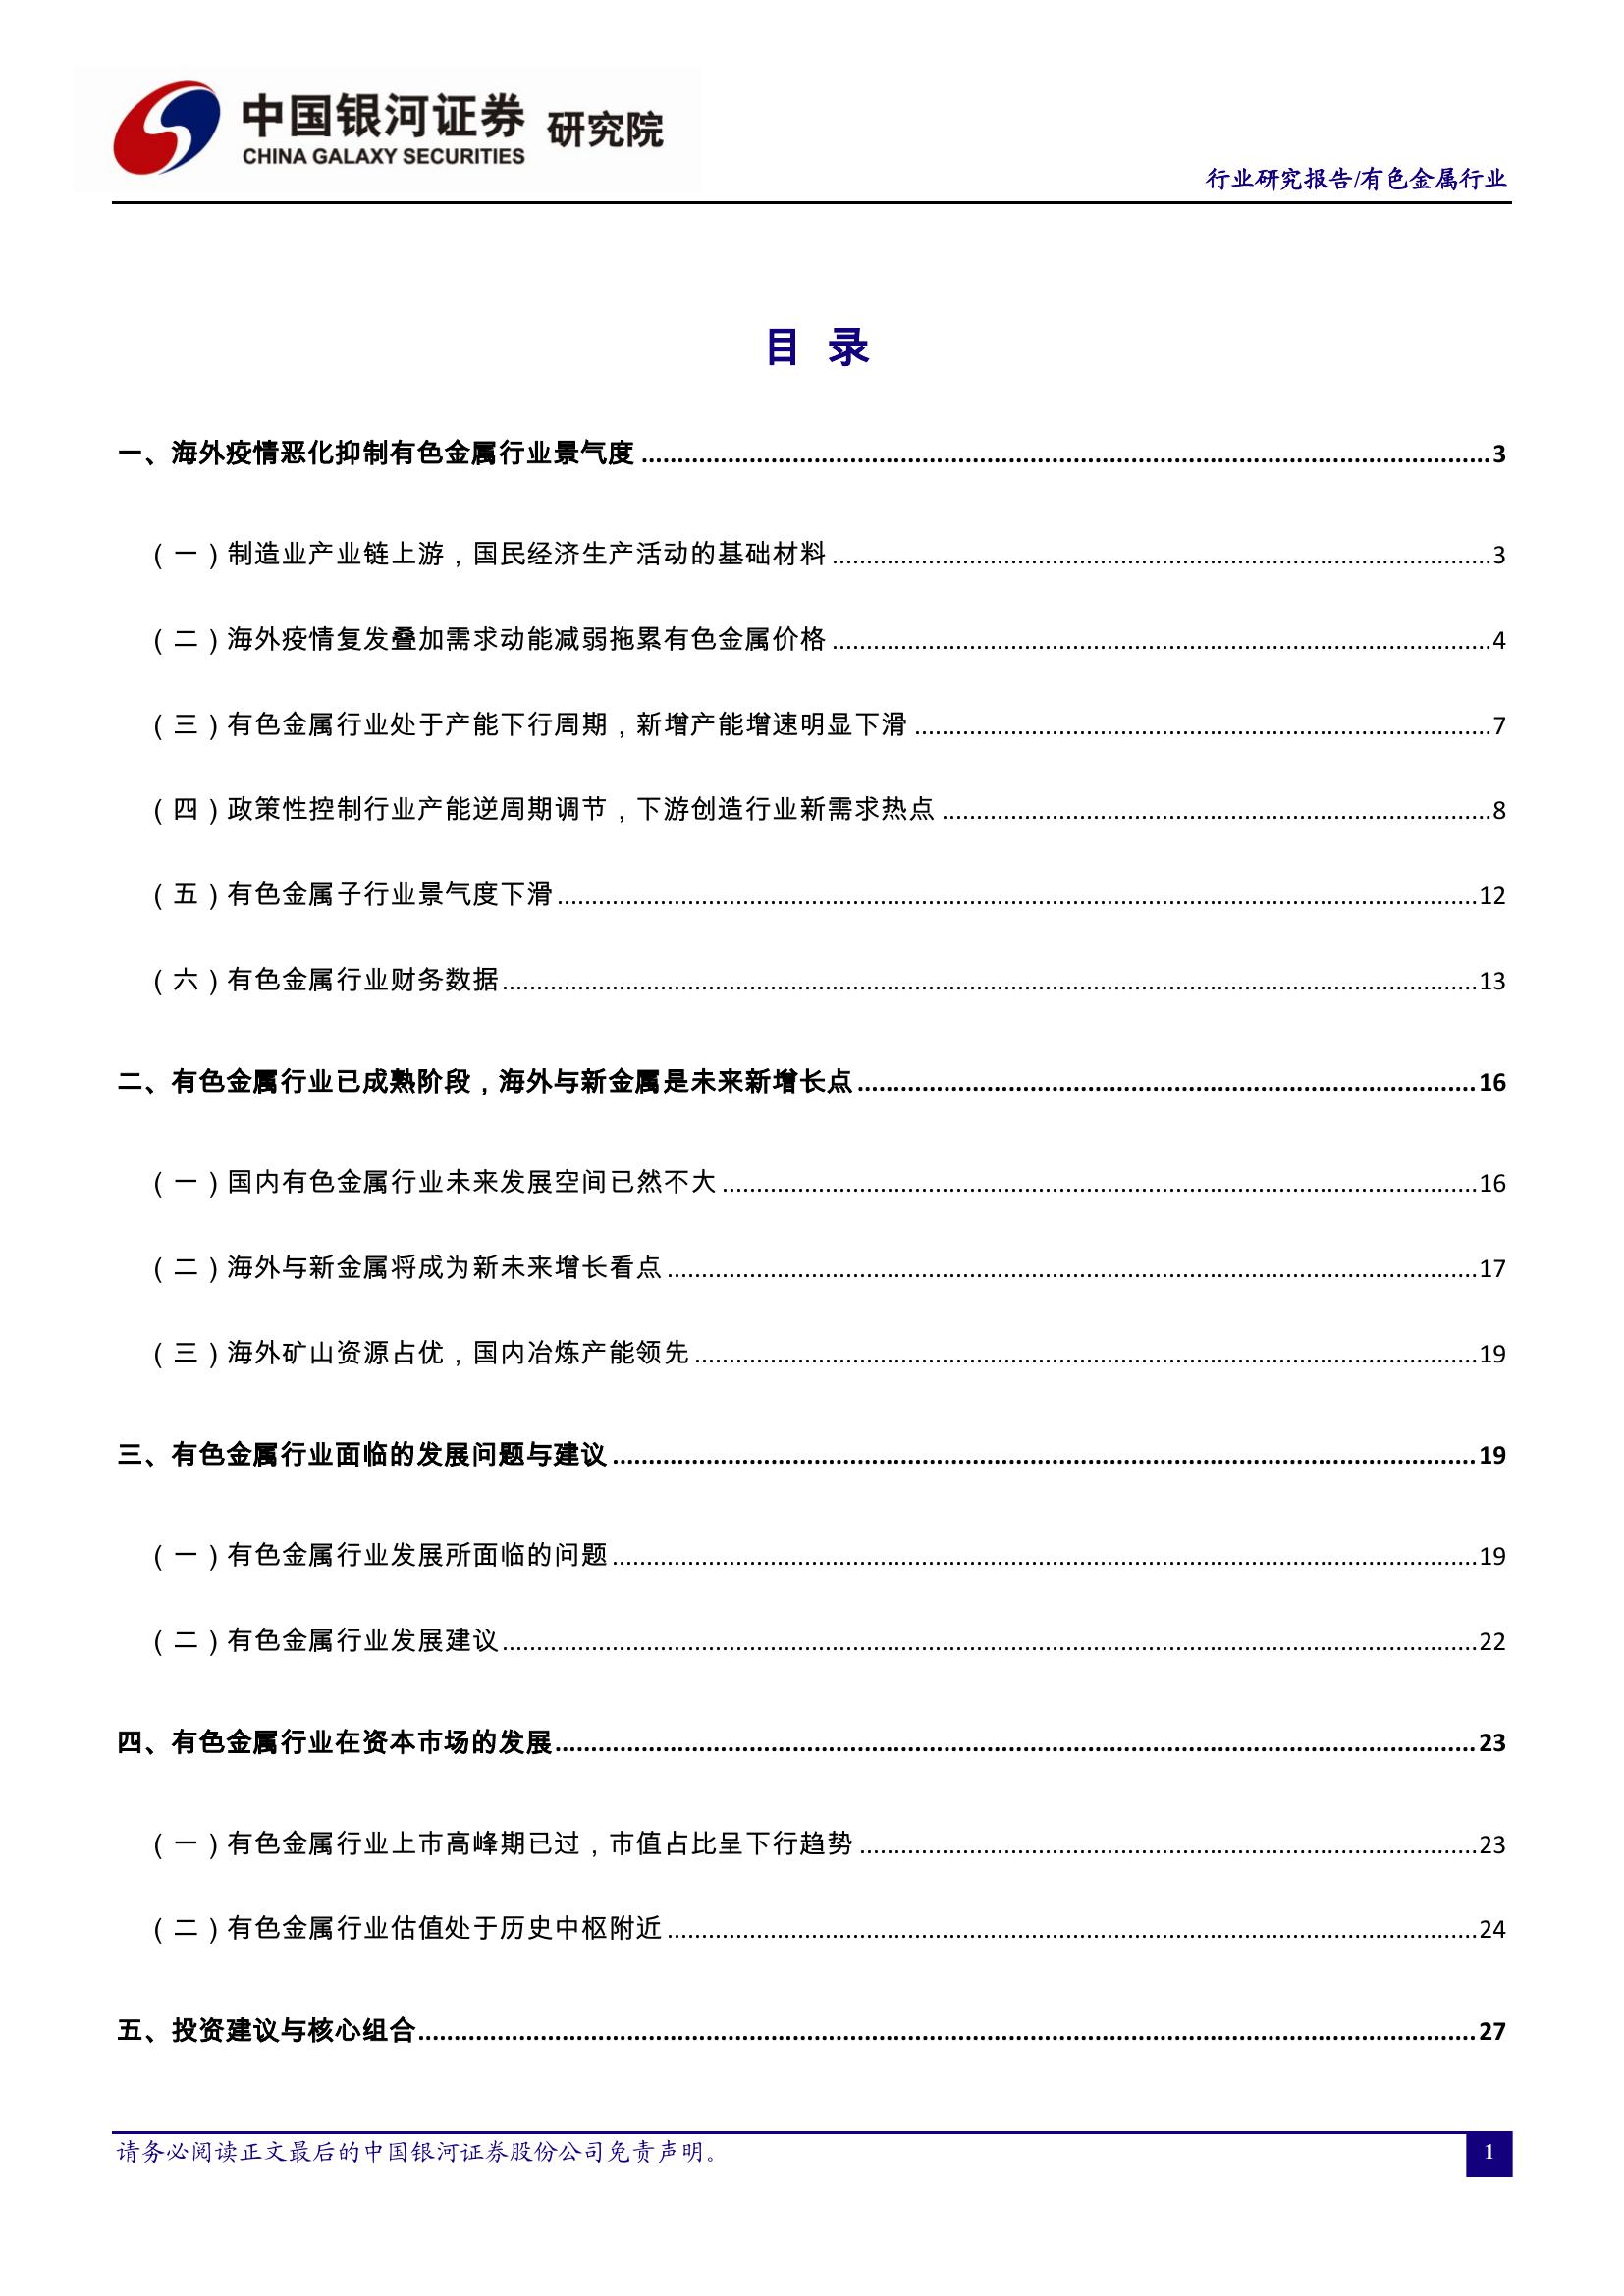 中国银河证券 研究院
CHINA GALAXY SECURITIES
行业研究报告/有色金属行业
目 录
一、海外疫情恶化抑制有色金属行业景气度 3
（一）制造业产业链上游，国民经济生产活动的基础材料 3
（二）海外疫情复发叠加需求动能减弱拖累有色金属价格 4
（三）有色金属行业处于产能下行周期，新增产能增速明显下滑 7
（四）政策性控制行业产能逆周期调节，下游创造行业新需求热点 8
（五）有色金属子行业景气度下滑 12
（六）有色金属行业财务数据 13
二、有色金属行业已成熟阶段，海外与新金属是未来新增长点 16
（一）国内有色金属行业未来发展空间已然不大 16
（二）海外与新金属将成为新未来增长看点 17
（三）海外矿山资源占优，国内冶炼产能领先 19
三、有色金属行业面临的发展问题与建议 19
（一）有色金属行业发展所面临的问题 19
（二）有色金属行业发展建议 22
四、有色金属行业在资本市场的发展 23
（一）有色金属行业上市高峰期已过，市值占比呈下行趋势 23
（二）有色金属行业估值处于历史中枢附近 24
五、投资建议与核心组合 27
请务必阅读正文最后的中国银河证券股份公司免责声明。
1